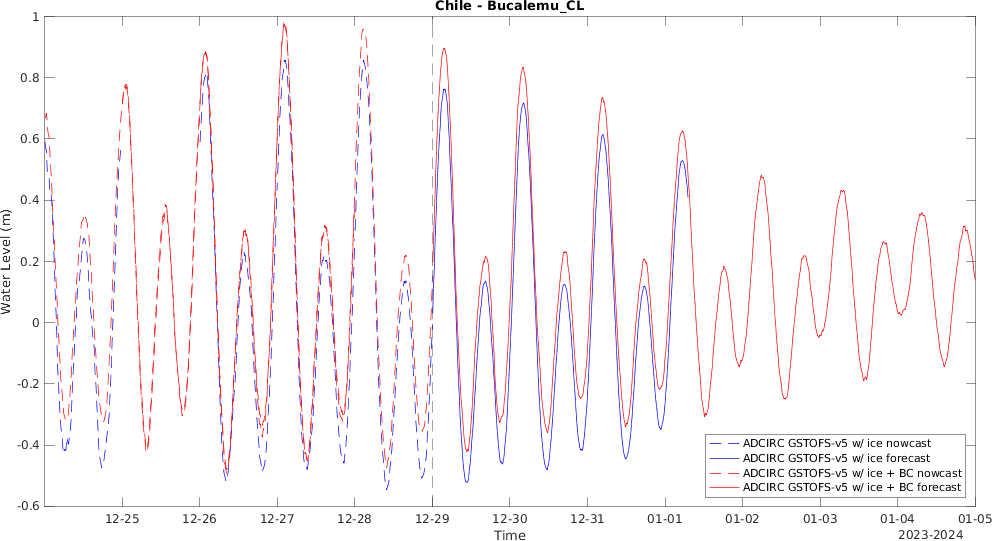 Chile - Bucalemu_CL
1
0.8
0.6
0.4
0.2
0
-0.2
-0.4
-0.6
Water Level (m)
12-25 12-26 12-27 12-28 12-29 12-30 12-31 01-01 01-02 01-03 01-04 01-05
Time
2023-2024
ADCIRC GSTOFS-v5 w/ ice nowcast
ADCIRC GSTOFS-v5 w/ ice forecast
ADCIRC GSTOFS-v5 w/ ice + BC nowcast
ADCIRC GSTOFS-v5 w/ ice + BC forecast